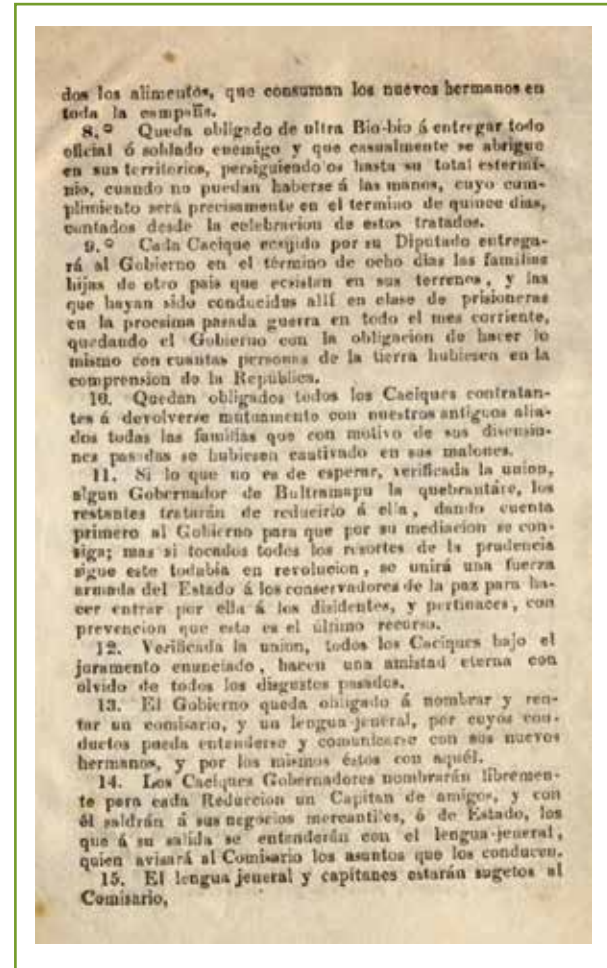 dos los alimentos, que consuman los nuevos hermanos en
toda la campaña.
8.º Queda obligado de ultra Bio-bio á entregar todo
oficial ó soldado enemigo y que casualmente se abrigue
en sus territorios, persiguiendo'os hasta su total estermi-
nio, cuando no puedan haberse á las manos, cuyo cum-
plimiento será precisamente en el termino de quince dias,
contados desde la celebracion de estos tratados.
9.º Cada Cacique ecsijido por su Diputado entrega-
rá al Gobierno en el término de ocho dias las familias
hijas de otro pais que ecsistan en sus terrenos, y las
que hayan sido conducidas allí en clase de prisioneras
en la procsima pasada guerra en todo el mes corriente,
quedando el Gobierno con la obligacion de hacer lo
mismo con cuantas personas de la tierra hubiesen en la
comprension de la República.
10. Quedan obligados todos los Caciques contratan-
tes á devolverse mútuamente con nuestros antiguos alia-
dos todas las familias que con motivo de sus disensio-
nes pasadas se hubiesen cautivado en sus malones.
11. Si lo que no es de esperar, verificada la union,
algun Gobernador de Bultramapu la quebrantáre, los
restantes tratarán de reducirlo á ella, dando cuenta
primero al Gobierno para que por su mediacion se con-
siga; mas si tocados todos los resortes de la prudencia
sigue este todabia en revolucion, se unirá una fuerza
armada del Estado á los conservadores de la paz para ha-
cer entrar por ella á los disidentes, y pertinaces, con
prevencion que esto es el último recurso.
12. Verificada la union, todos los Caciques bajo el
juramento enunciado, hacen una amistad eterna con
olvido de todos los disgustos pasados.
13. El Gobierno queda obligado á nombrar y ren-
tar un comisario, y un lengua-jeneral, por cuyos con-
ductos pueda entenderse y comunicarse con sus nuevos
hermanos, y por los mismos éstos con aquél.
14. Los Caciques Gobernadores nombrarán libremen-
te para cada Reduccion un Capitan de amigos, y con
él saldrán á sus negocios mercantiles, ó de Estado, los
que á su salida se entenderán con el lengua-jeneral,
quien avisará al Comisario los asuntos que los conducen.
15. El lengua jeneral y capitanes estarán sugetos al
Comisario,